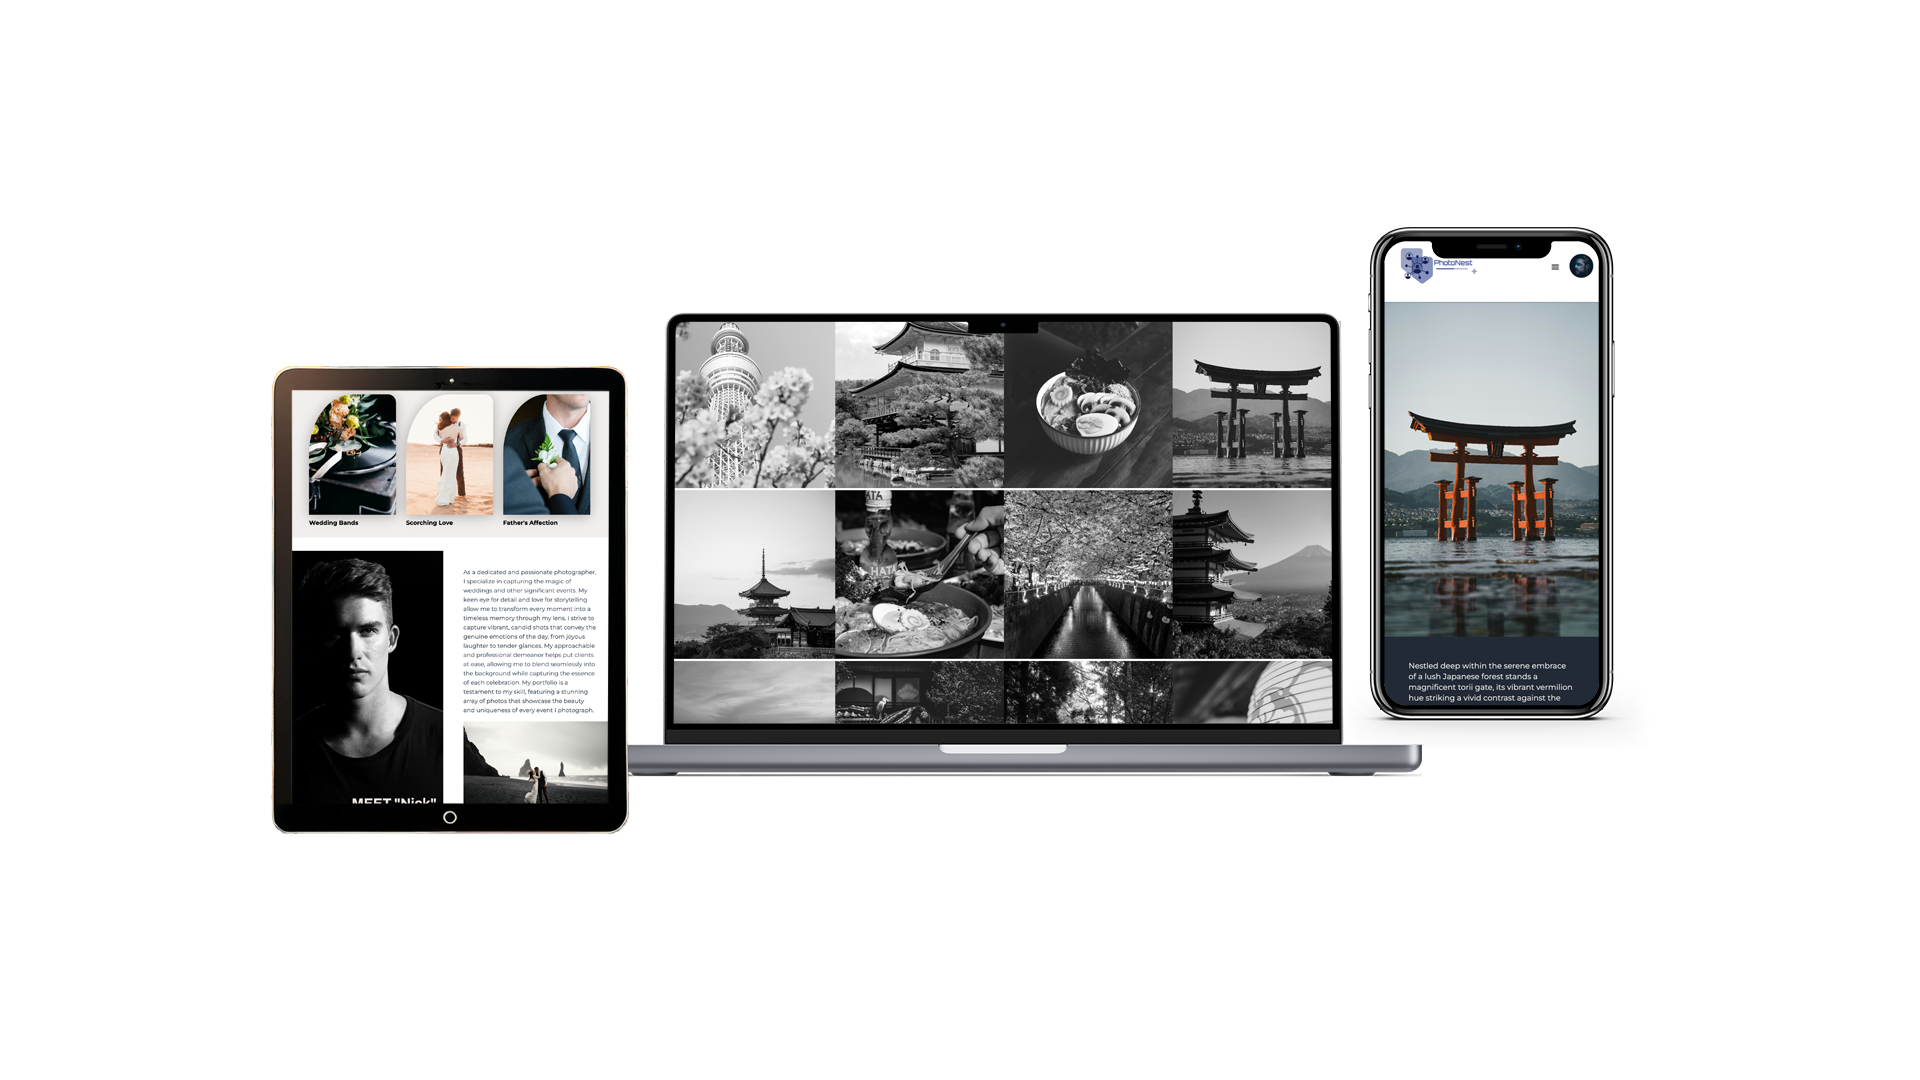 Wedding Bands
Scorching Love
Father's Affection
As a dedicated and passionate photographer,
I specialize in capturing the magic of
weddings and other significant events. My
keen eye for detail and love for storytelling
allow me to transform every moment into a
timeless memory through my lens. I strive to
capture vibrant, candid shots that convey the
genuine emotions of the day, from joyous
laughter to tender glances. My approachable
and professional demeanor helps put clients
at ease, allowing me to blend seamlessly into
the background while capturing the essence
of each celebration. My portfolio is a
testament to my skill, featuring a stunning
array of photos that showcase the beauty
and uniqueness of every event I photograph.
MEET "Nick"
HATA
PhotoNest
Nestled deep within the serene embrace
of a lush Japanese forest stands a
magnificent torii gate, its vibrant vermilion
hue striking a vivid contrast against the